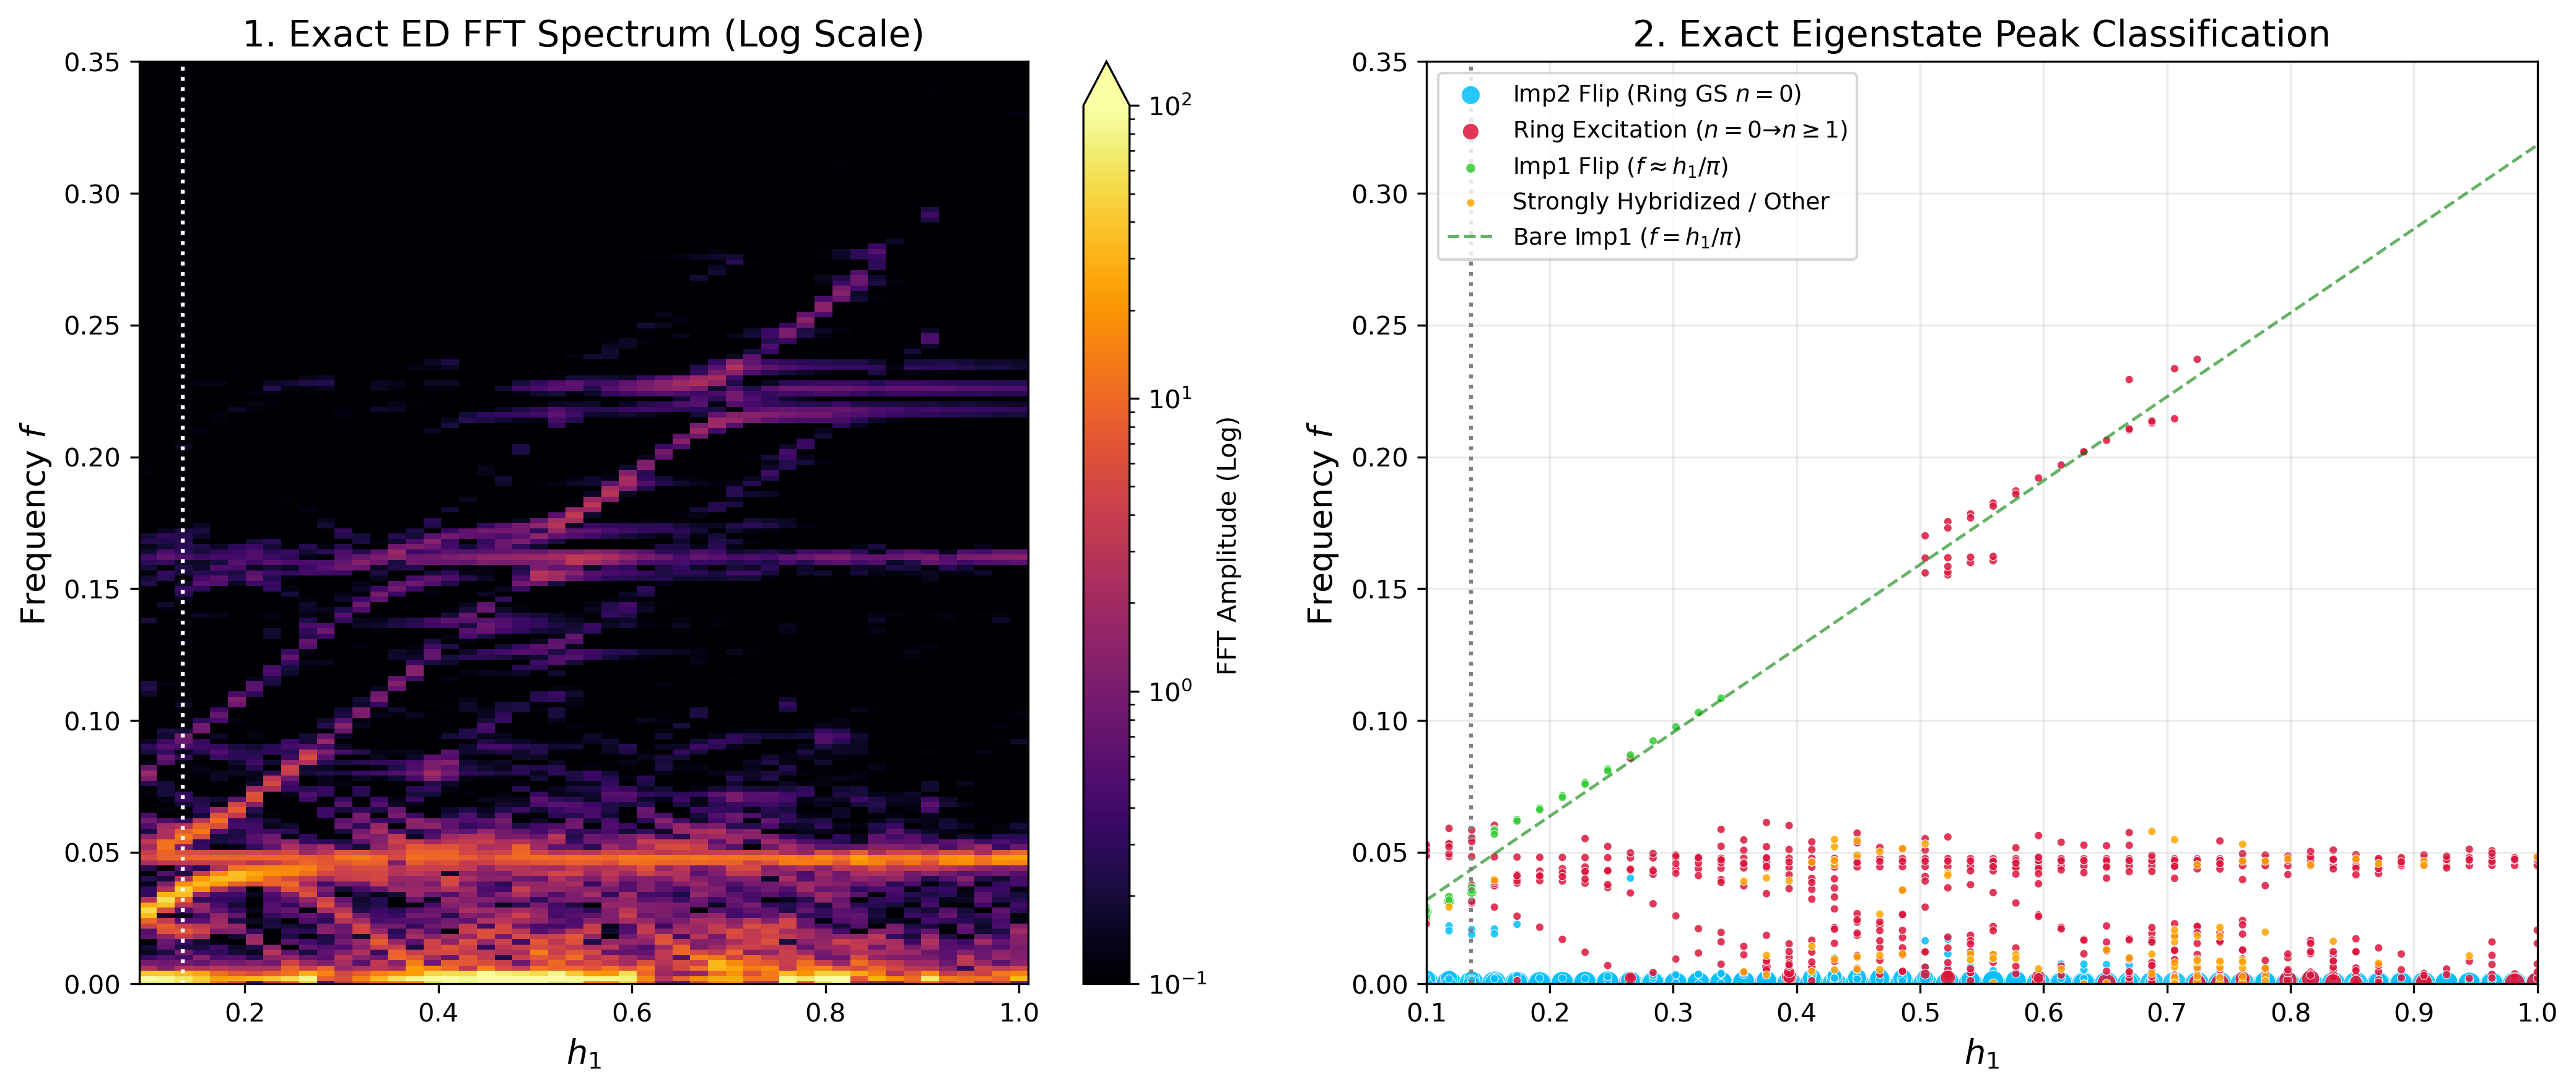 1. Exact ED FFT Spectrum (Log Scale)
Frequency f
0.35
0.30
0.25
0.20
0.15
0.10
0.05
0.00
0.2
0.4
0.6
0.8
1.0
h₁
10²
10¹
10⁰
10⁻¹
FFT Amplitude (Log)
2. Exact Eigenstate Peak Classification
Imp2 Flip (Ring GS n = 0)
Ring Excitation (n = 0→n ≥ 1)
Imp1 Flip (f ≈ h₁/π)
Strongly Hybridized / Other
Bare Imp1 (f = h₁/π)
Frequency f
0.35
0.30
0.25
0.20
0.15
0.10
0.05
0.00
0.1
0.2
0.3
0.4
0.5
0.6
0.7
0.8
0.9
1.0
h₁